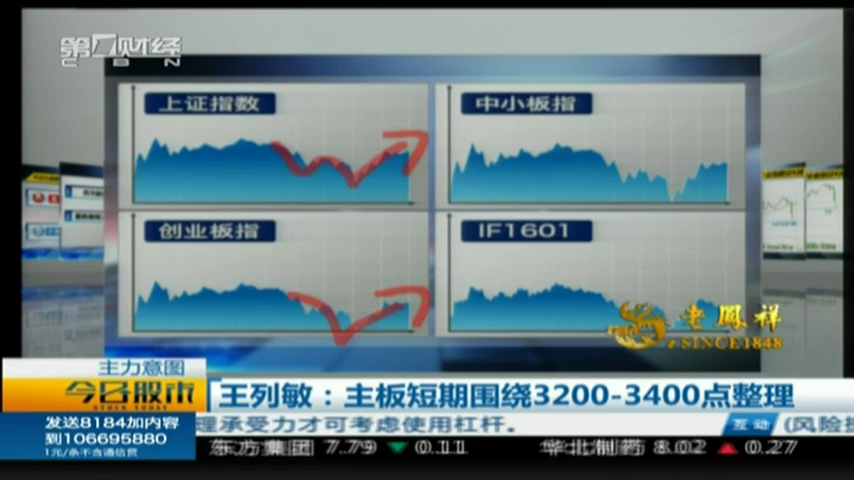 第一财经
CBN
上证指数
中小板指
创业板指
IF1601
老鳳祥
SINCE1848
主力意图
今日股市
STOCK TODAY
王列敏：主板短期围绕3200-3400点整理
发送8184加内容
到106695880
1元/条不含通信费
理承受力才可考虑使用杠杆。
互动
(风险
东方集团 7.79 ▼ 0.11 华北制药 8.02 ▲ 0.27